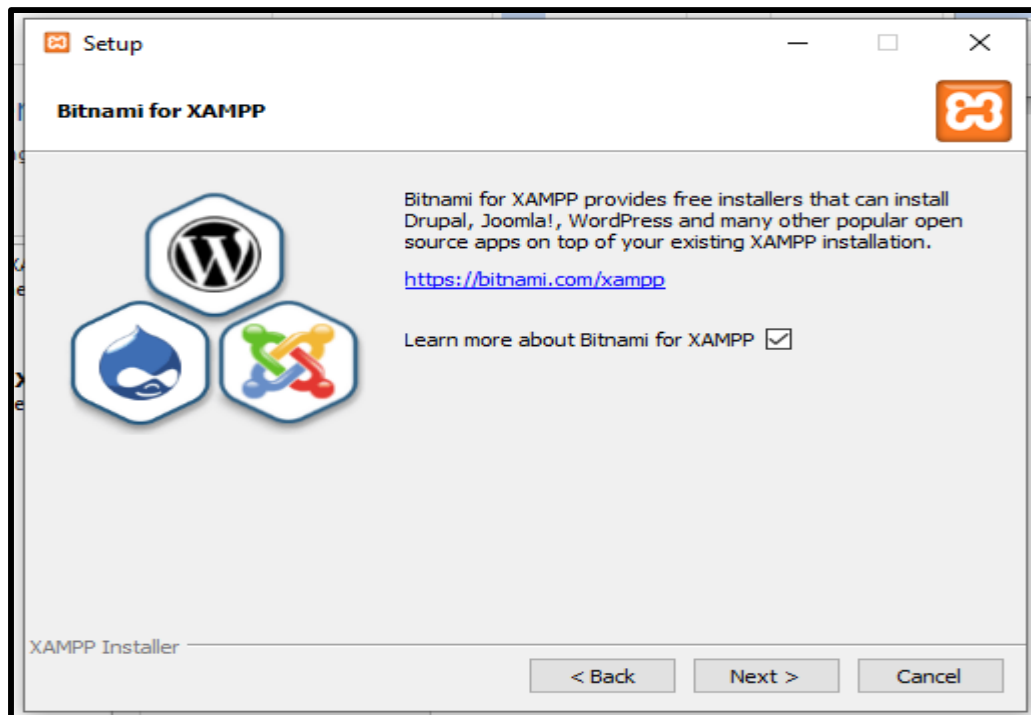 Setup
Bitnami for XAMPP
Bitnami for XAMPP provides free installers that can install
Drupal, Joomla!, WordPress and many other popular open
source apps on top of your existing XAMPP installation.
https://bitnami.com/xampp
Learn more about Bitnami for XAMPP
XAMPP Installer
< Back
Next >
Cancel